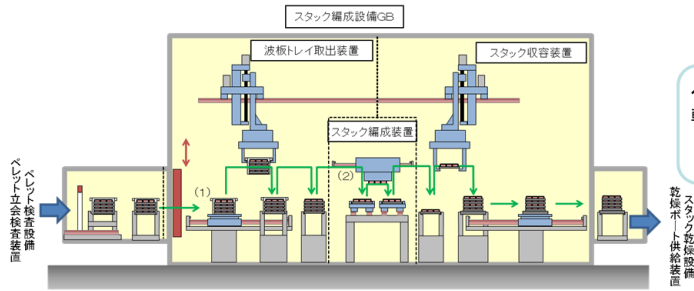 スタック編成設備GB
波板トレイ取出装置
スタック収容装置
スタック編成装置
(1)
(2)
ペレット検査設備
ペレット立会検査装置
スタック乾燥設備
乾燥ボート供給装置